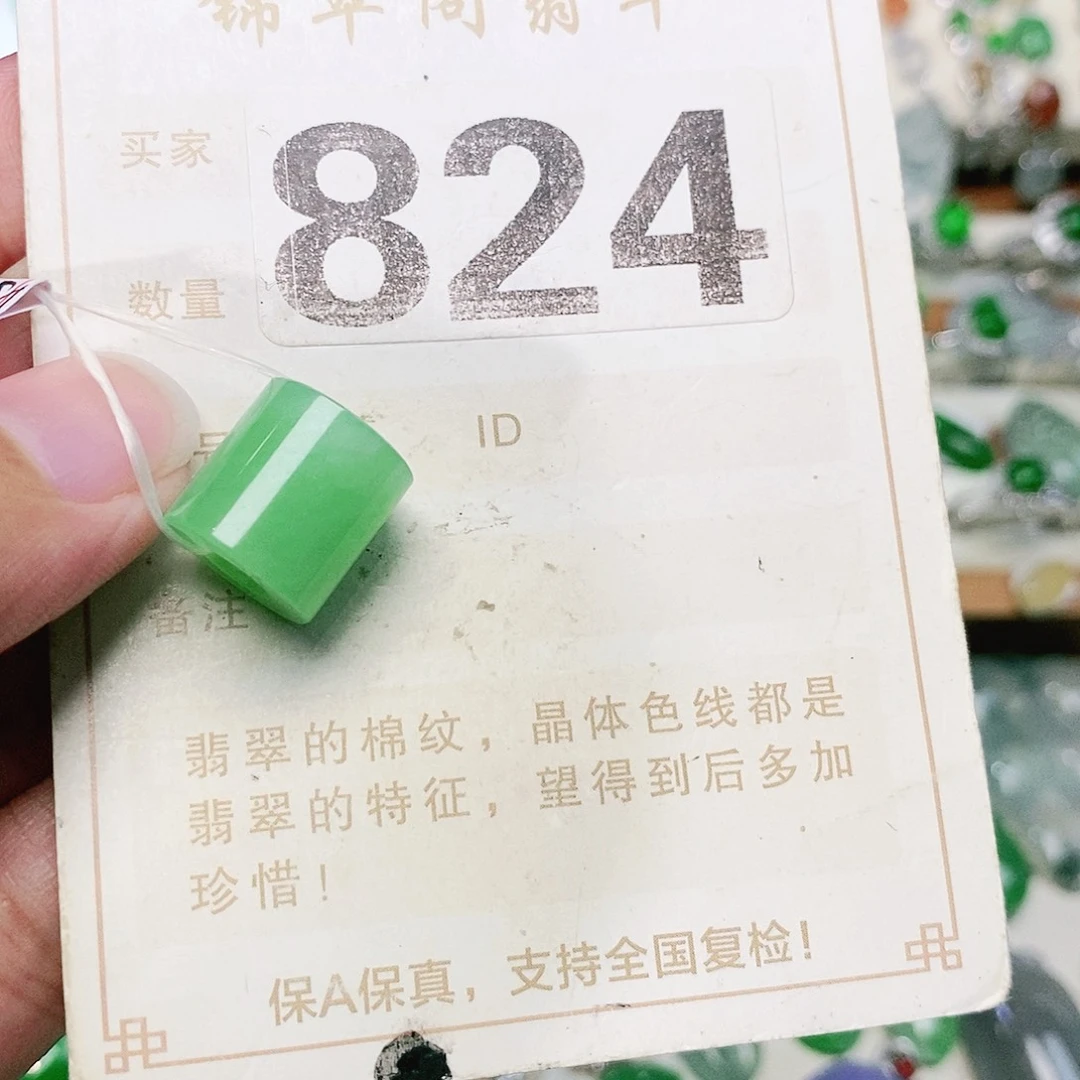 买家
824
数量
号
ID
备注
翡翠的棉纹，晶体色线都是
翡翠的特征，望得到后多加
珍惜！
保A保真，支持全国复检！